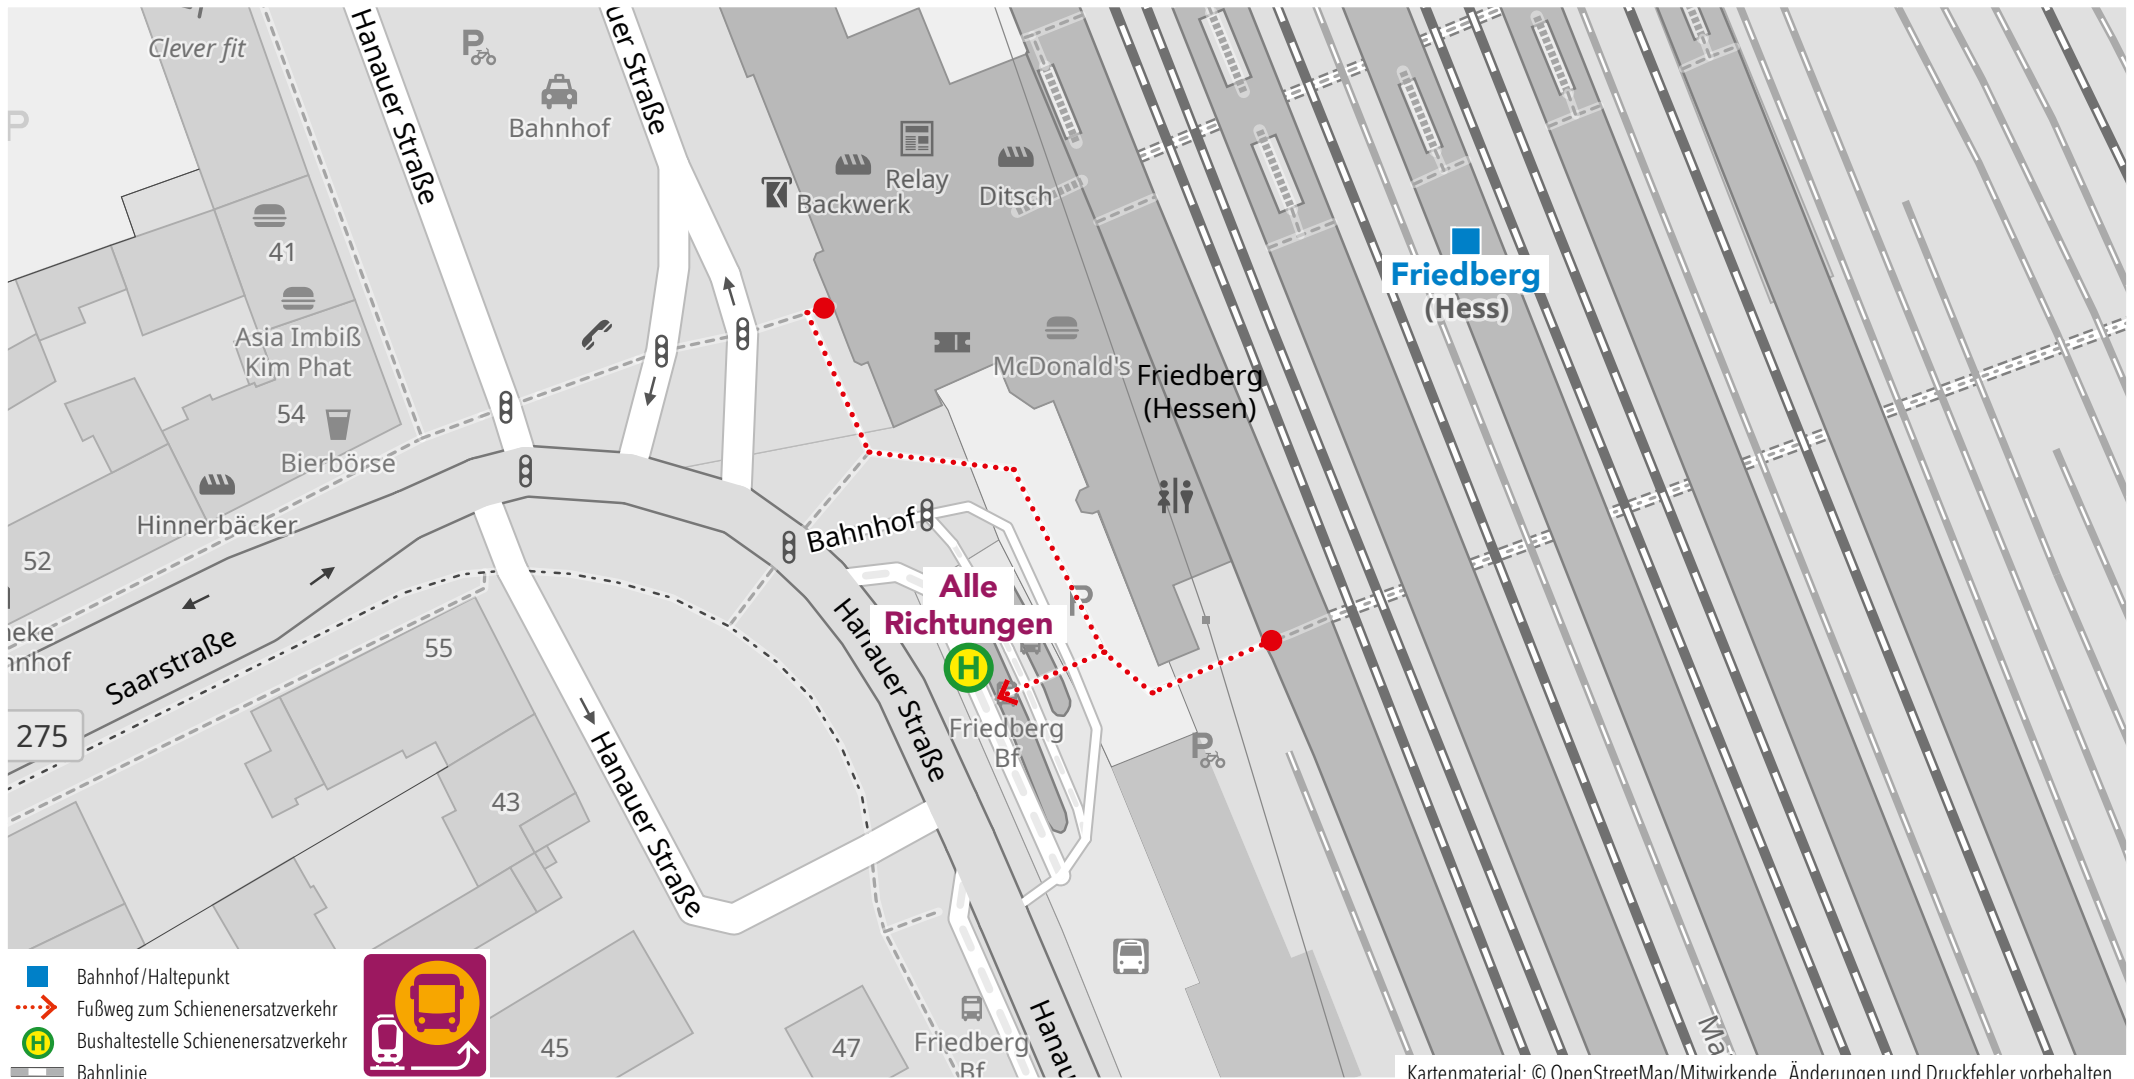 Clever fit
Hanauer Straße
uer Straße
P
P
Bahnhof
Relay
Backwerk
Ditsch
41
Asia Imbiß
Kim Phat
54
Bierbörse
Hinnerbäcker
52
McDonald's
Friedberg
(Hessen)
Friedberg
(Hess)
Bahnhof
Alle
Richtungen
H
P
Friedberg
Bf
Hanauer Straße
Saarstraße
275
55
43
Hanauer Straße
P
neke
anhof
45
47
Friedberg
Bf
Hanau
Ma
Bahnhof/Haltepunkt
Fußweg zum Schienenersatzverkehr
H
Bushaltestelle Schienenersatzverkehr
Bahnlinie
Kartenmaterial: © OpenStreetMap/Mitwirkende. Änderungen und Druckfehler vorbehalten.